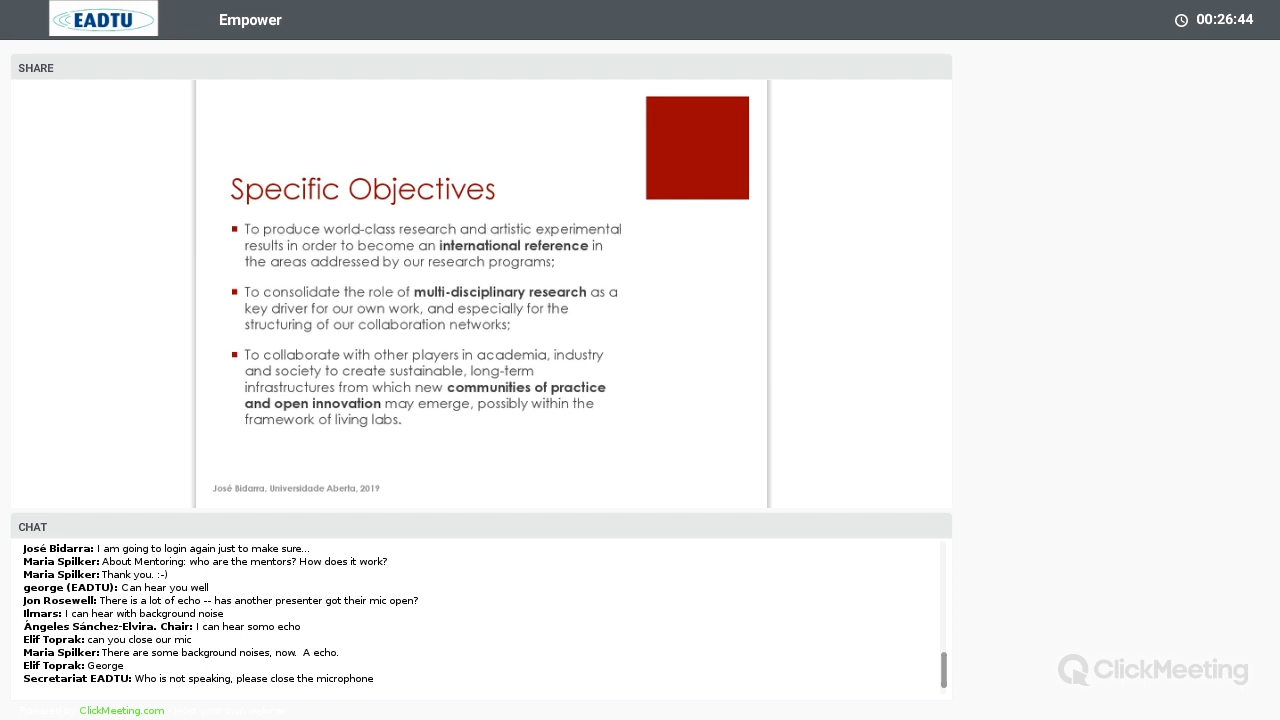 EADTU
Empower
00:26:44
SHARE
Specific Objectives
To produce world-class research and artistic experimental
results in order to become an international reference in
the areas addressed by our research programs;
To consolidate the role of multi-disciplinary research as a
key driver for our own work, and especially for the
structuring of our collaboration networks;
To collaborate with other players in academia, industry
and society to create sustainable, long-term
infrastructures from which new communities of practice
and open innovation may emerge, possibly within the
framework of living labs.
José Bidarra, Universidade Aberta, 2019
CHAT
José Bidarra: I am going to login again just to make sure...
Maria Spilker: About Mentoring: who are the mentors? How does it work?
Maria Spilker: Thank you. :-)
george (EADTU): Can hear you well
Jon Rosewell: There is a lot of echo -- has another presenter got their mic open?
Ilmars: I can hear with background noise
Ángeles Sánchez-Elvira. Chair: I can hear somo echo
Elif Toprak: can you close our mic
Maria Spilker: There are some background noises, now. A echo.
Elif Toprak: George
Secretariat EADTU: Who is not speaking, please close the microphone
ClickMeeting
ClickMeeting.com